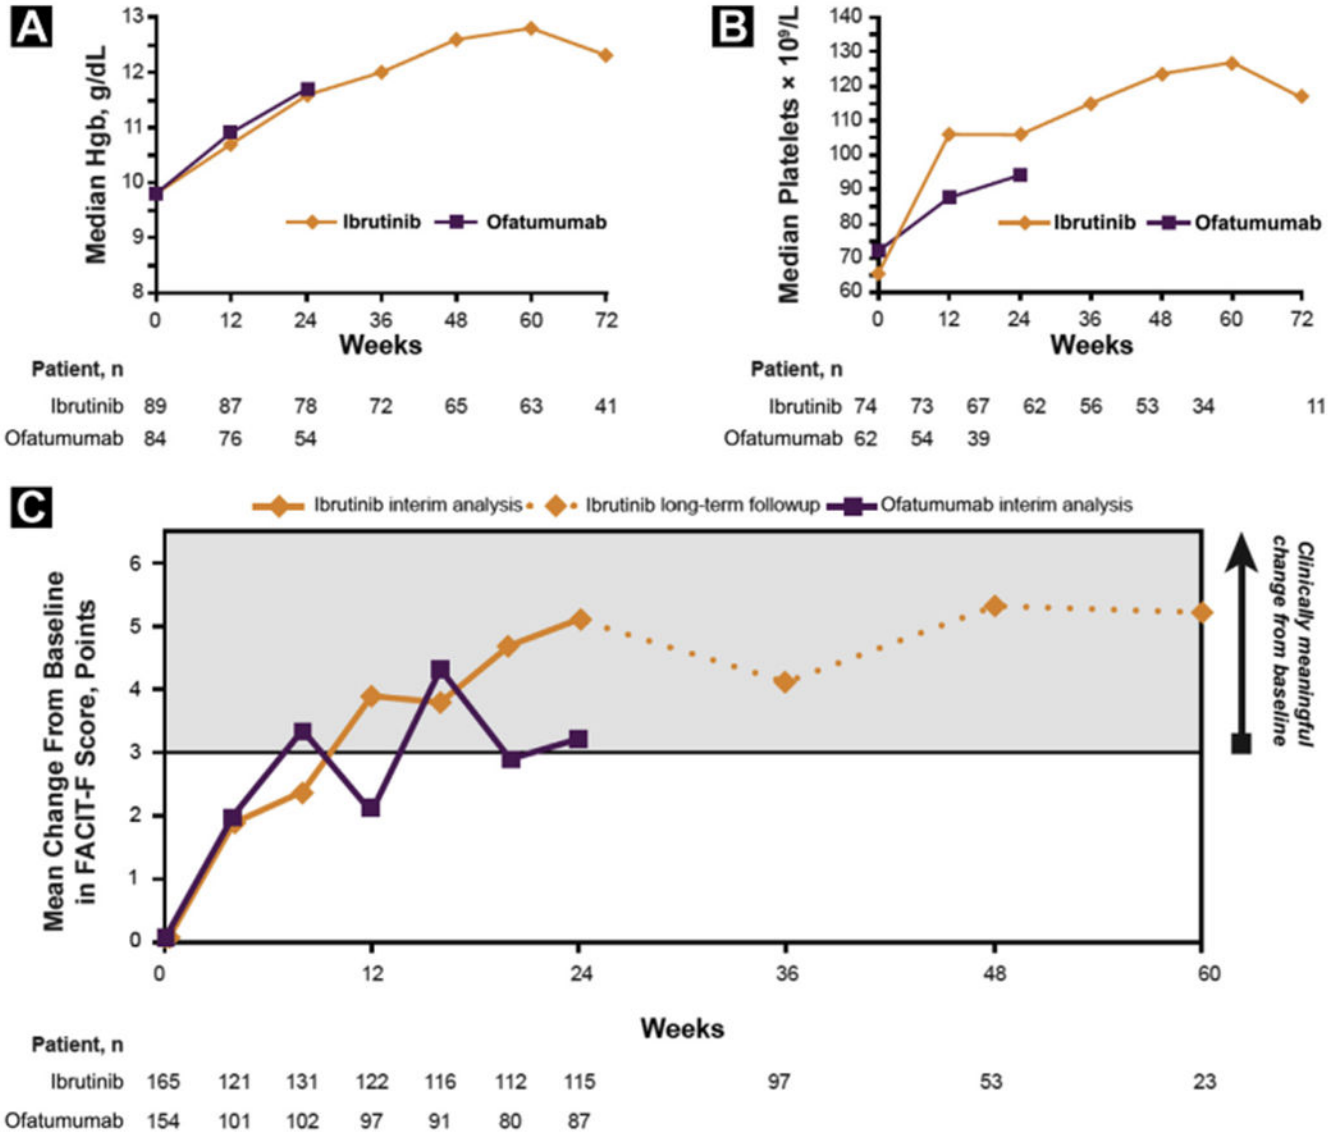 A
Median Hgb, g/dL
13
12
11
10
9
8
Ibrutinib Ofatumumab
0 12 24 36 48 60 72
Weeks
Patient, n
Ibrutinib 89 87 78 72 65 63 41
Ofatumumab 84 76 54
B
Median Platelets × 10⁹/L
140
130
120
110
100
90
80
70
60
Ibrutinib Ofatumumab
0 12 24 36 48 60 72
Weeks
Patient, n
Ibrutinib 74 73 67 62 56 53 34 11
Ofatumumab 62 54 39
C
Ibrutinib interim analysis Ibrutinib long-term followup Ofatumumab interim analysis
Mean Change From Baseline
in FACIT-F Score, Points
6
5
4
3
2
1
0
Clinically meaningful
change from baseline
0 12 24 36 48 60
Weeks
Patient, n
Ibrutinib 165 121 131 122 116 112 115 97 53 23
Ofatumumab 154 101 102 97 91 80 87